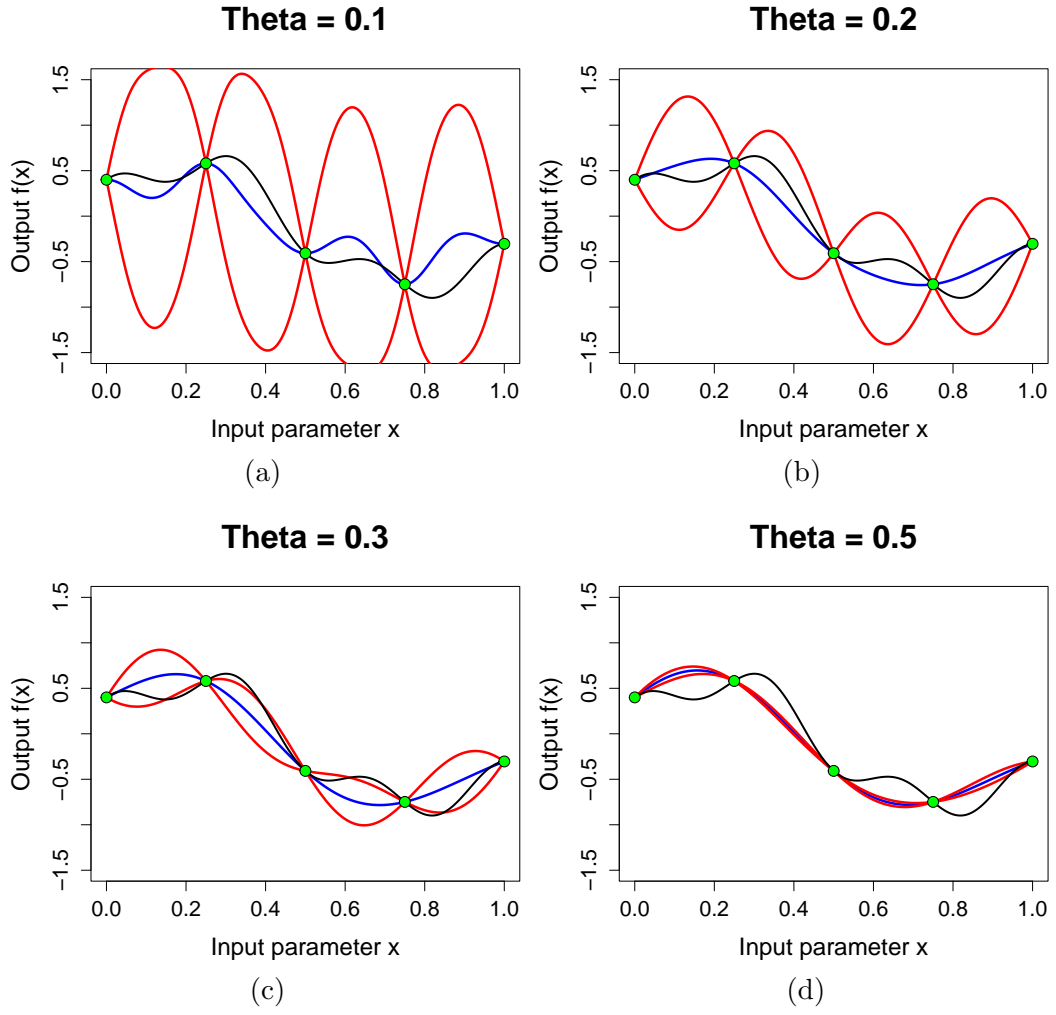 Theta = 0.1
1.5
0.5
−0.5
−1.5
Output f(x)
0.0 0.2 0.4 0.6 0.8 1.0
Input parameter x
(a)
Theta = 0.2
1.5
0.5
−0.5
−1.5
Output f(x)
0.0 0.2 0.4 0.6 0.8 1.0
Input parameter x
(b)
Theta = 0.3
1.5
0.5
−0.5
−1.5
Output f(x)
0.0 0.2 0.4 0.6 0.8 1.0
Input parameter x
(c)
Theta = 0.5
1.5
0.5
−0.5
−1.5
Output f(x)
0.0 0.2 0.4 0.6 0.8 1.0
Input parameter x
(d)